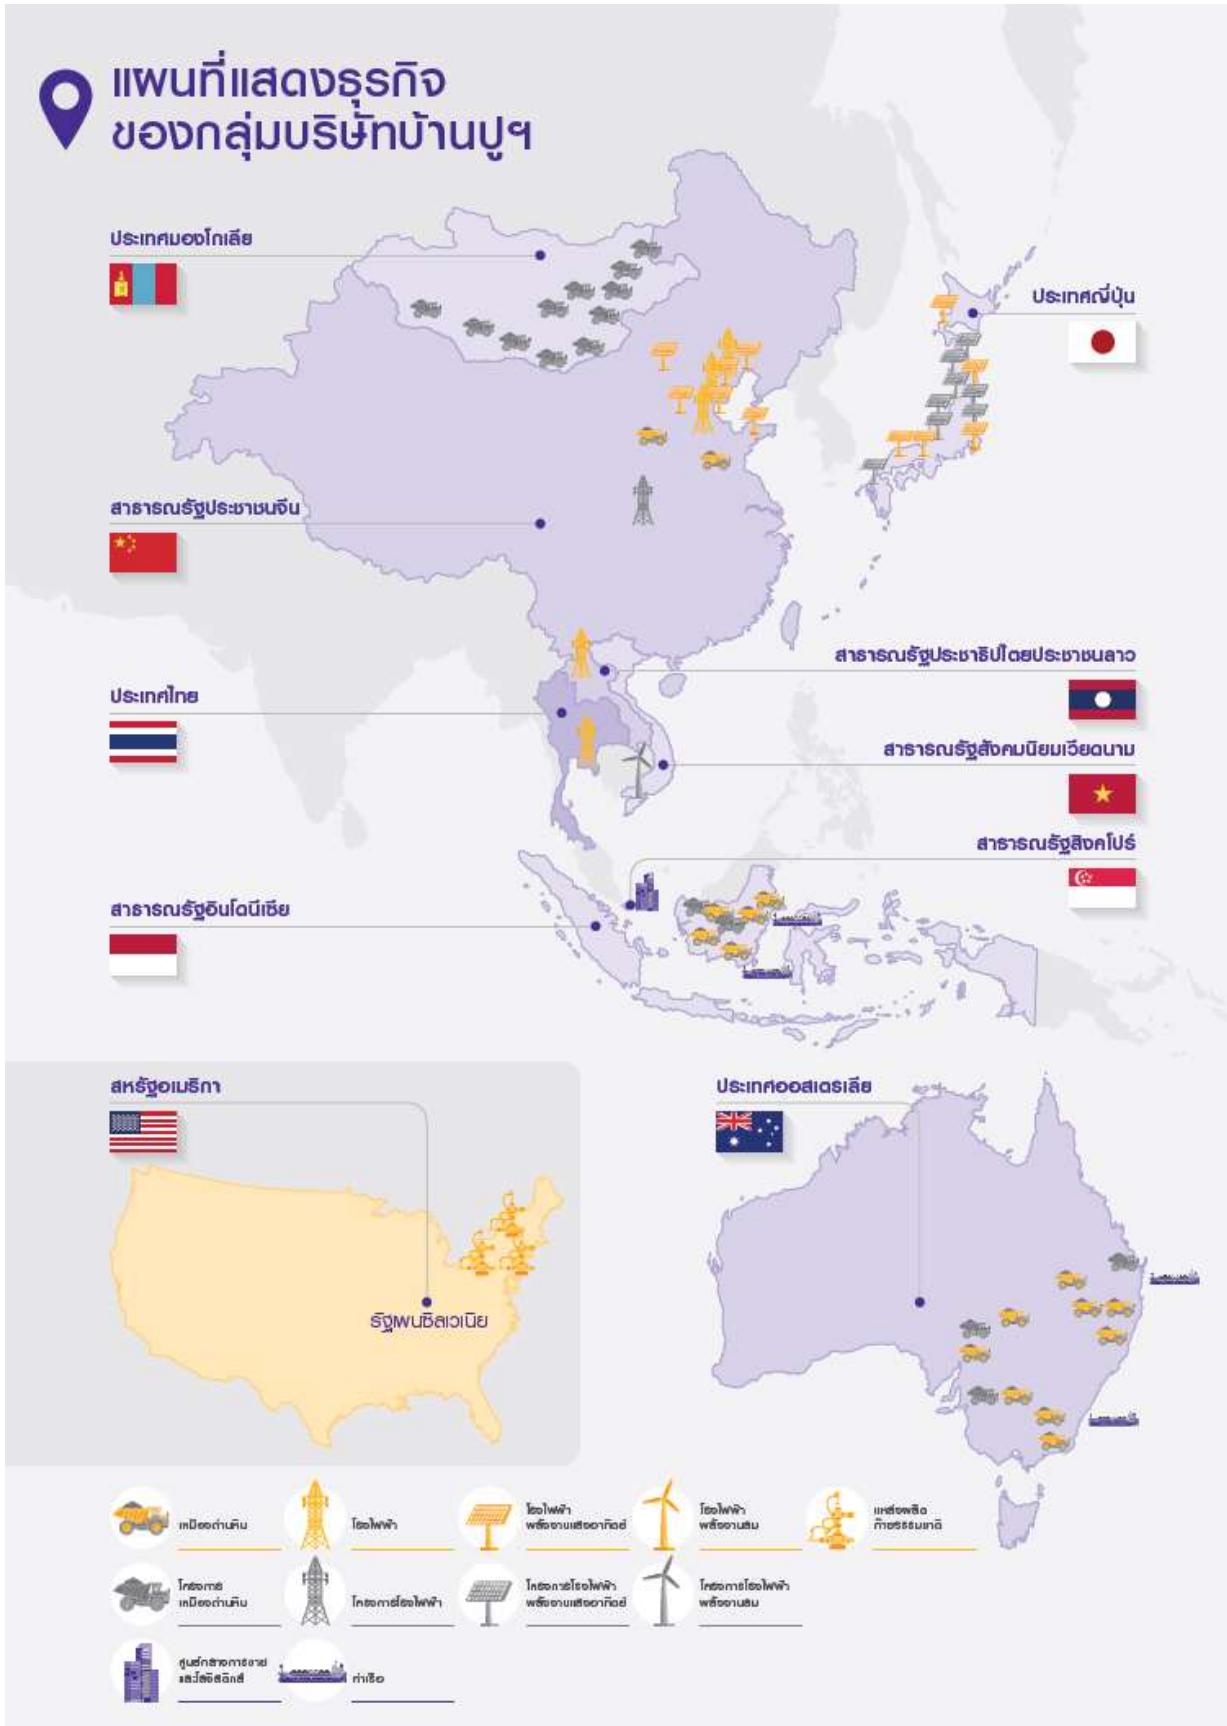 แผนที่แสดงธุรกิจ
ของกลุ่มบริษัทบ้านปูฯ
ประเทศมองโกเลีย
ประเทศญี่ปุ่น
สาธารณรัฐประชาชนจีน
สาธารณรัฐประชาธิปไตยประชาชนลาว
ประเทศไทย
สาธารณรัฐสังคมนิยมเวียดนาม
สาธารณรัฐสิงคโปร์
สาธารณรัฐอินโดนีเซีย
สหรัฐอเมริกา
ประเทศออสเตรเลีย
รัฐเพนซิลเวเนีย
เหมืองถ่านหิน
โรงไฟฟ้า
โรงไฟฟ้า
พลังงานแสงอาทิตย์
โรงไฟฟ้า
พลังงานลม
แหล่งผลิต
ก๊าซธรรมชาติ
โครงการ
เหมืองถ่านหิน
โครงการโรงไฟฟ้า
โครงการโรงไฟฟ้า
พลังงานแสงอาทิตย์
โครงการโรงไฟฟ้า
พลังงานลม
ศูนย์กลางการขาย
และโลจิสติกส์
ท่าเรือ